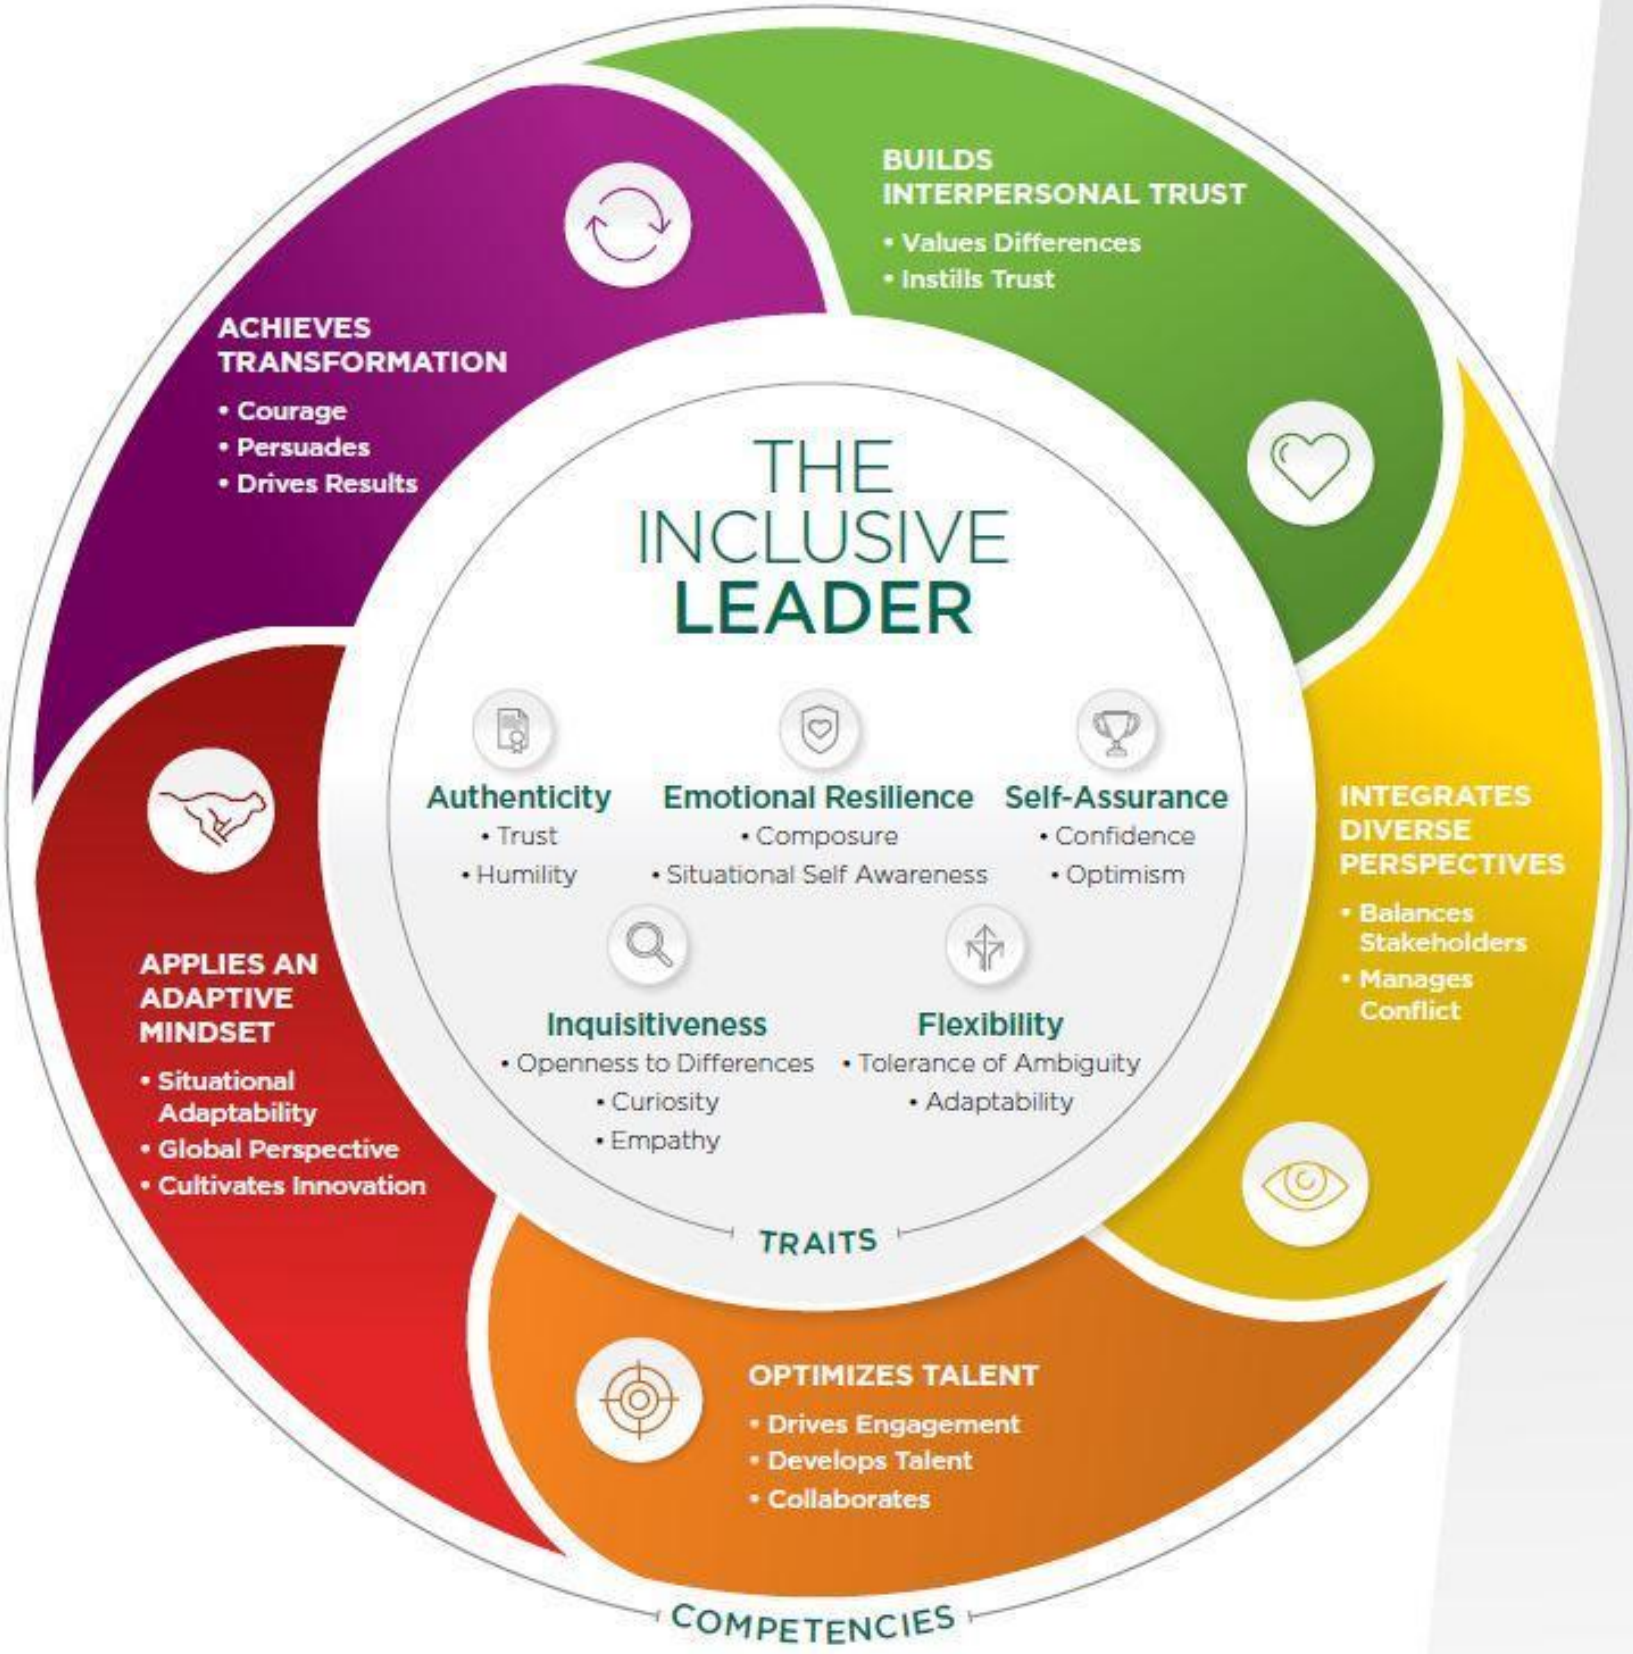 THE
INCLUSIVE
LEADER
Authenticity
• Trust
• Humility
Emotional Resilience
• Composure
• Situational Self Awareness
Self-Assurance
• Confidence
• Optimism
Inquisitiveness
• Openness to Differences
• Curiosity
• Empathy
Flexibility
• Tolerance of Ambiguity
• Adaptability
TRAITS
BUILDS
INTERPERSONAL TRUST
• Values Differences
• Instills Trust
INTEGRATES
DIVERSE
PERSPECTIVES
• Balances
Stakeholders
• Manages
Conflict
OPTIMIZES TALENT
• Drives Engagement
• Develops Talent
• Collaborates
APPLIES AN
ADAPTIVE
MINDSET
• Situational
Adaptability
• Global Perspective
• Cultivates Innovation
ACHIEVES
TRANSFORMATION
• Courage
• Persuades
• Drives Results
COMPETENCIES